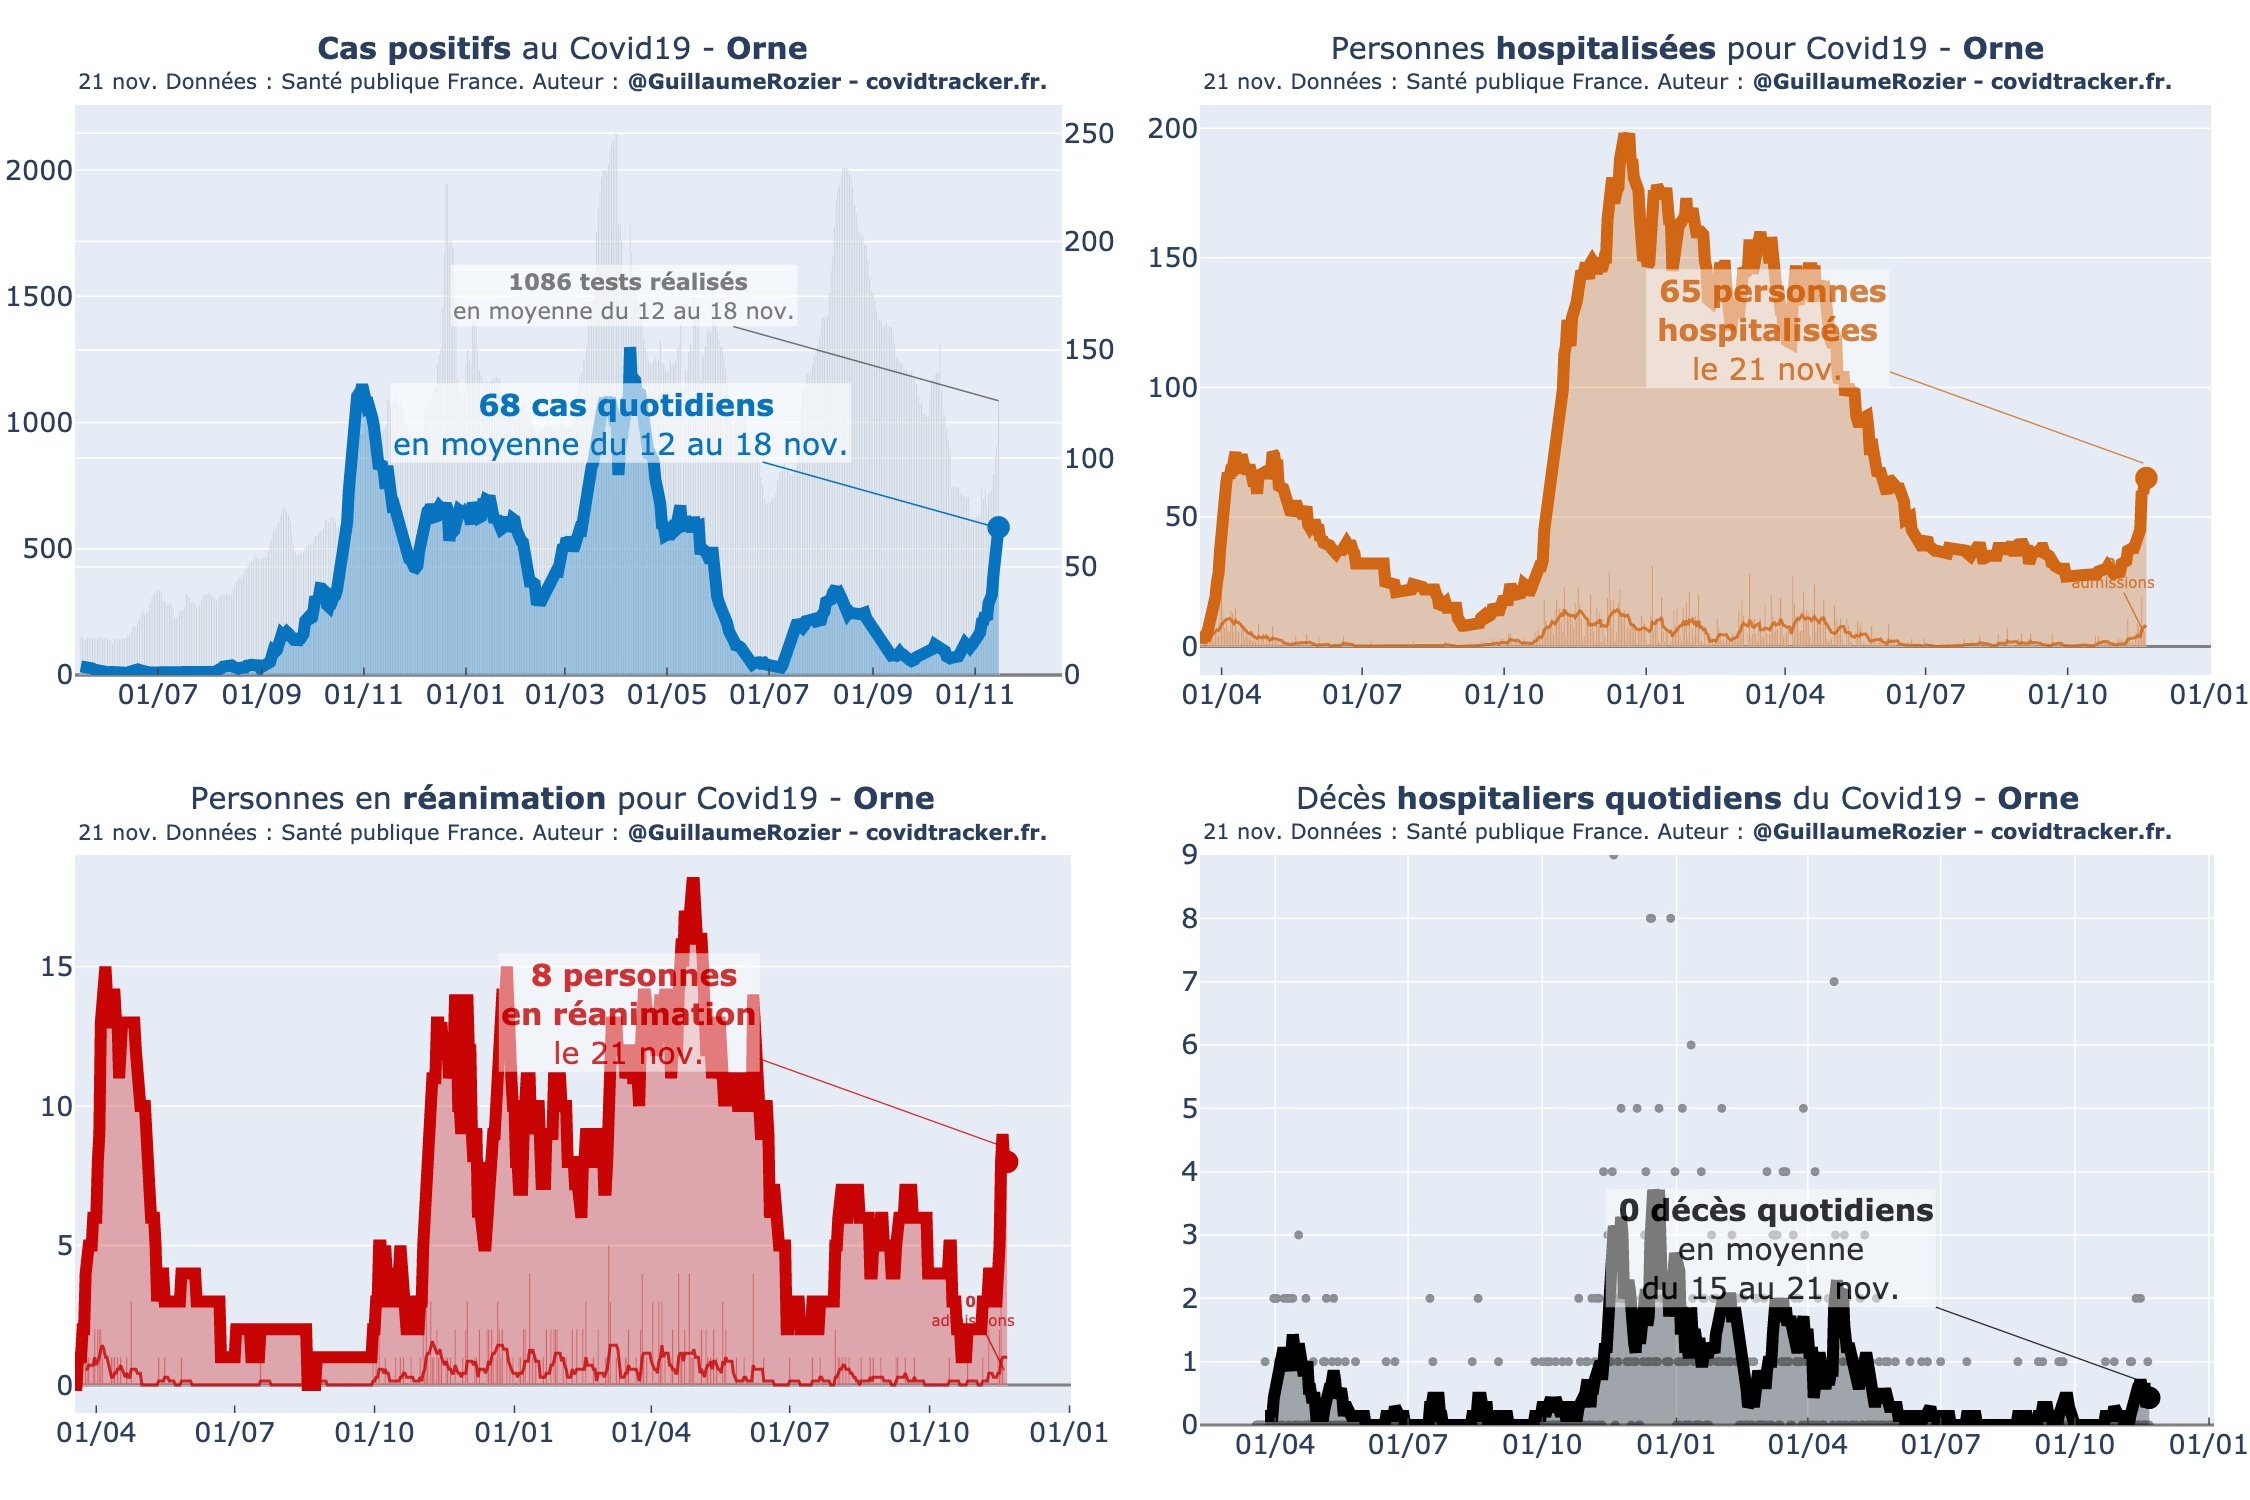 Cas positifs au Covid19 - Orne
21 nov. Données : Santé publique France. Auteur : @GuillaumeRozier - covidtracker.fr.
2000
1500
1000
500
0
250
200
150
100
50
0
1086 tests réalisés
en moyenne du 12 au 18 nov.
68 cas quotidiens
en moyenne du 12 au 18 nov.
01/07 01/09 01/11 01/01 01/03 01/05 01/07 01/09 01/11
Personnes hospitalisées pour Covid19 - Orne
21 nov. Données : Santé publique France. Auteur : @GuillaumeRozier - covidtracker.fr.
200
150
100
50
0
65 personnes
hospitalisées
le 21 nov.
admissions
01/04 01/07 01/10 01/01 01/04 01/07 01/10 01/01
Personnes en réanimation pour Covid19 - Orne
21 nov. Données : Santé publique France. Auteur : @GuillaumeRozier - covidtracker.fr.
15
10
5
0
8 personnes
en réanimation
le 21 nov.
0
admissions
01/04 01/07 01/10 01/01 01/04 01/07 01/10 01/01
Décès hospitaliers quotidiens du Covid19 - Orne
21 nov. Données : Santé publique France. Auteur : @GuillaumeRozier - covidtracker.fr.
9
8
7
6
5
4
3
2
1
0
0 décès quotidiens
en moyenne
du 15 au 21 nov.
01/04 01/07 01/10 01/01 01/04 01/07 01/10 01/01